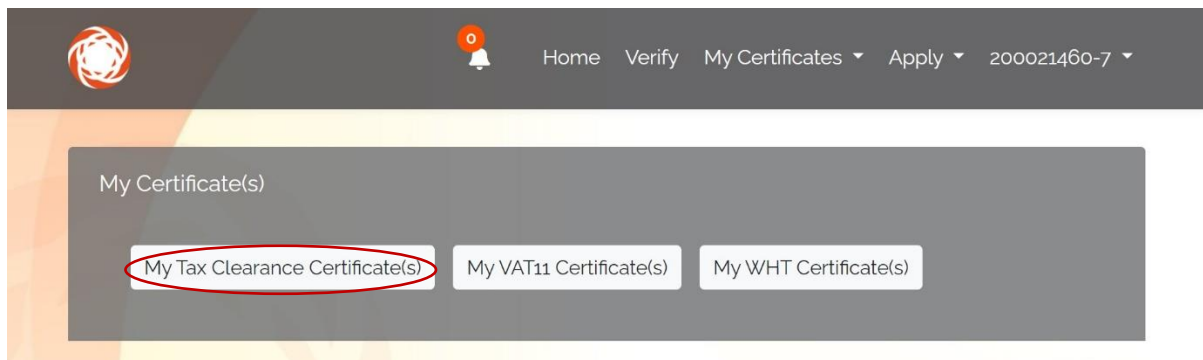 0
Home Verify My Certificates Apply 200021460-7
My Certificate(s)
My Tax Clearance Certificate(s) My VAT11 Certificate(s) My WHT Certificate(s)